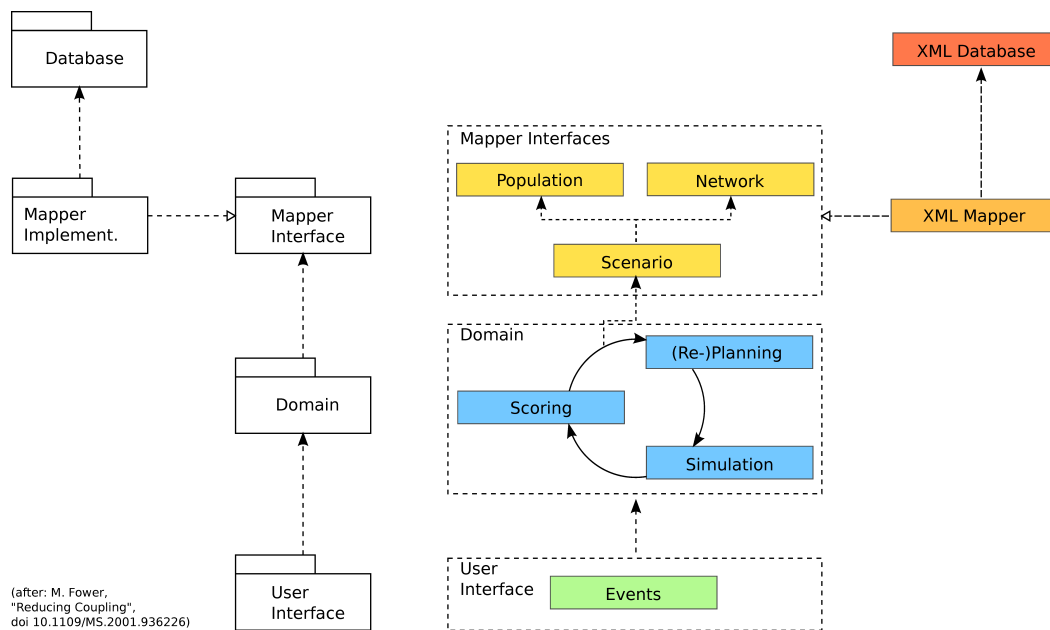 Database
XML Database
Mapper Interfaces
Population
Network
Mapper
Implement.
Mapper
Interface
XML Mapper
Scenario
Domain
(Re-)Planning
Domain
Scoring
Simulation
User
Interface
User
Interface
Events
(after: M. Fower,
"Reducing Coupling",
doi 10.1109/MS.2001.936226)